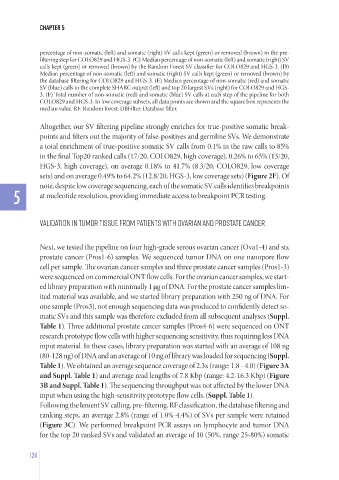 CHAPTER 5
percentage of non-somatic (left) and somatic (right) SV calls kept (green) or removed (brown) in the pre-
filtering step for COLO829 and HGS-3. (C) Median percentage of non-somatic (left) and somatic (right) SV
calls kept (green) or removed (brown) by the Random Forest SV classifier for COLO829 and HGS-3. (D)
Median percentage of non-somatic (left) and somatic (right) SV calls kept (green) or removed (brown) by
the database filtering for COLO829 and HGS-3. (E) Median percentage of non-somatic (red) and somatic
SV (blue) calls in the complete SHARC output (left) and top 20 largest SVs (right) for COLO829 and HGS-
3. (F) Total number of non-somatic (red) and somatic (blue) SV calls at each step of the pipeline for both
COLO829 and HGS-3. In low coverage subsets, all data points are shown and the square box represents the
median value. RF: Random forest; DBFilter: Database filter.
Altogether, our SV filtering pipeline strongly enriches for true-positive somatic break-
points and filters out the majority of false-positives and germline SVs. We demonstrate
a total enrichment of true-positive somatic SV calls from 0.1% in the raw calls to 85%
in the final Top20 ranked calls (17/20, COLO829, high coverage), 0.26% to 65% (13/20,
HGS-3, high coverage), on average 0.18% to 41.7% (8.3/20, COLO829, low coverage
sets) and on average 0.49% to 64.2% (12.8/20, HGS-3, low coverage sets) (Figure 2F). Of
note, despite low coverage sequencing, each of the somatic SV calls identifies breakpoints
at nucleotide resolution, providing immediate access to breakpoint PCR testing.
5
VALIDATION IN TUMOR TISSUE FROM PATIENTS WITH OVARIAN AND PROSTATE CANCER
Next, we tested the pipeline on four high-grade serous ovarian cancer (Ova1-4) and six
prostate cancer (Pros1-6) samples. We sequenced tumor DNA on one nanopore flow
cell per sample. The ovarian cancer samples and three prostate cancer samples (Pros1-3)
were sequenced on commercial ONT flow cells. For the ovarian cancer samples, we start-
ed library preparation with minimally 1 µg of DNA. For the prostate cancer samples lim-
ited material was available, and we started library preparation with 250 ng of DNA. For
one sample (Pros3), not enough sequencing data was produced to confidently detect so-
matic SVs and this sample was therefore excluded from all subsequent analyses (Suppl.
Table 1). Three additional prostate cancer samples (Pros4-6) were sequenced on ONT
research prototype flow cells with higher sequencing sensitivity, thus requiring less DNA
input material. In these cases, library preparation was started with an average of 108 ng
(80-128 ng) of DNA and an average of 10 ng of library was loaded for sequencing (Suppl.
Table 1). We obtained an average sequence coverage of 2.3x (range: 1.8 - 4.0) (Figure 3A
and Suppl. Table 1) and average read lengths of 7.8 Kbp (range: 4.2-16.3 Kbp) (Figure
3B and Suppl. Table 1). The sequencing throughput was not affected by the lower DNA
input when using the high-sensitivity prototype flow cells. (Suppl. Table 1).
Following the lenient SV calling, pre-filtering, RF classification, the database filtering and
ranking steps, an average 2.8% (range of 1.0%-4.4%) of SVs per sample were retained
(Figure 3C). We performed breakpoint PCR assays on lymphocyte and tumor DNA
for the top 20 ranked SVs and validated an average of 10 (50%, range 25-80%) somatic
124